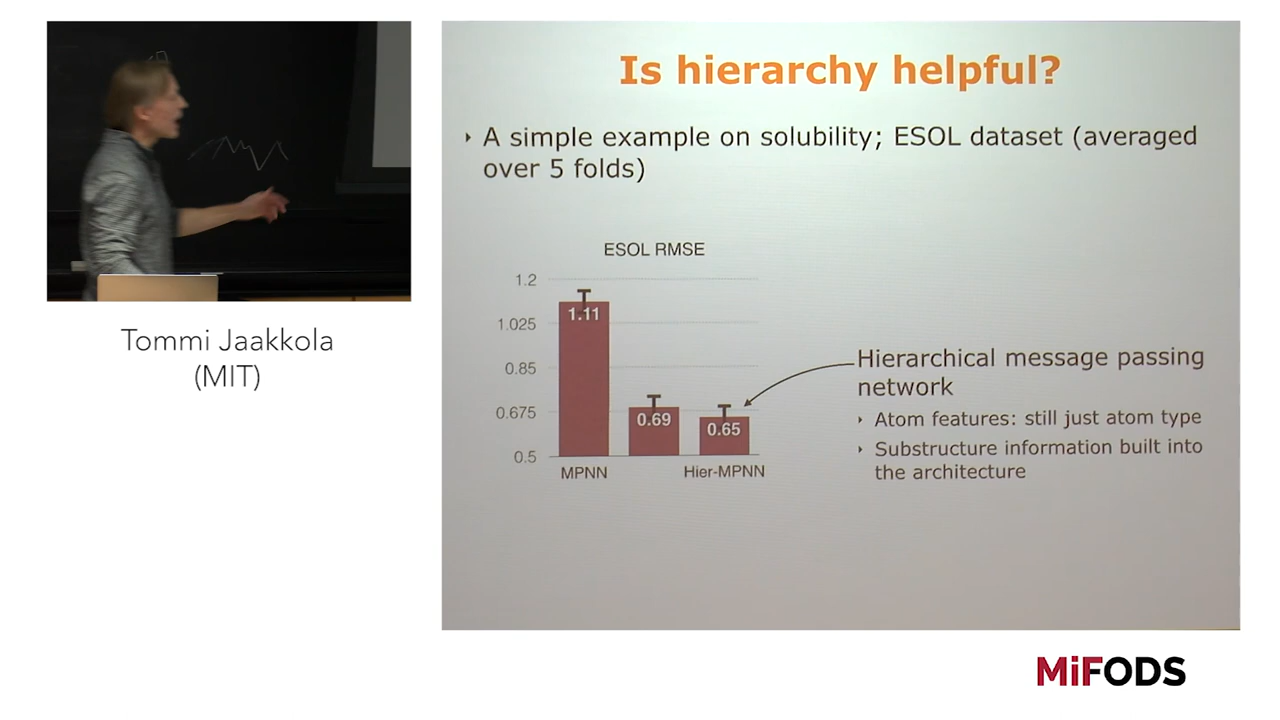 Is hierarchy helpful?
‣ A simple example on solubility; ESOL dataset (averaged
over 5 folds)
ESOL RMSE
1.2
1.025
0.85
0.675
0.5
1.11
0.69
0.65
MPNN
Hier-MPNN
Hierarchical message passing
network
‣ Atom features: still just atom type
‣ Substructure information built into
the architecture
Tommi Jaakkola
(MIT)
MiFODS